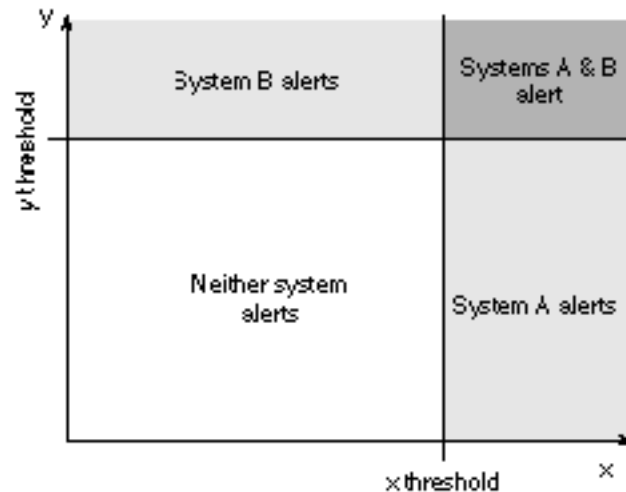 y
System B alerts
Systems A & B
alert
y threshold
Neither system
alerts
System A alerts
x threshold
x